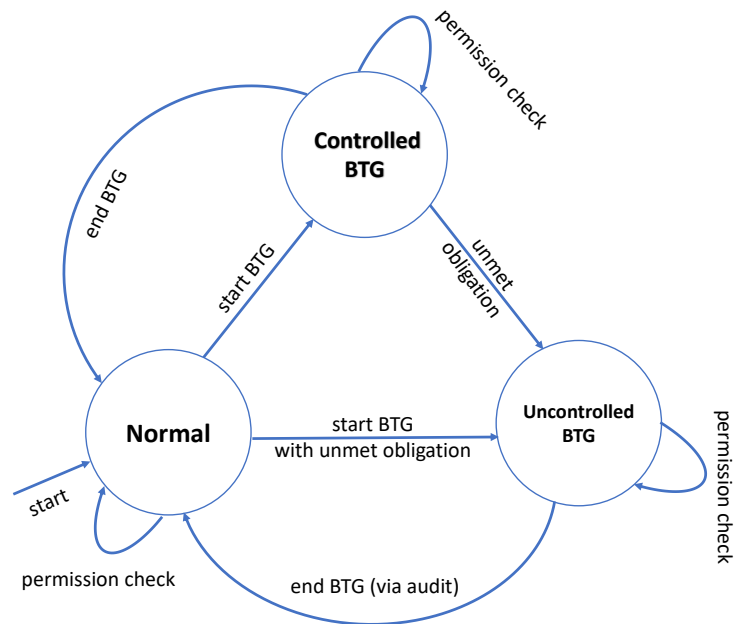 permission check
Controlled
BTG
end BTG
start BTG
unmet
obligation
Normal
start BTG
with unmet obligation
Uncontrolled
BTG
permission check
start
permission check
end BTG (via audit)